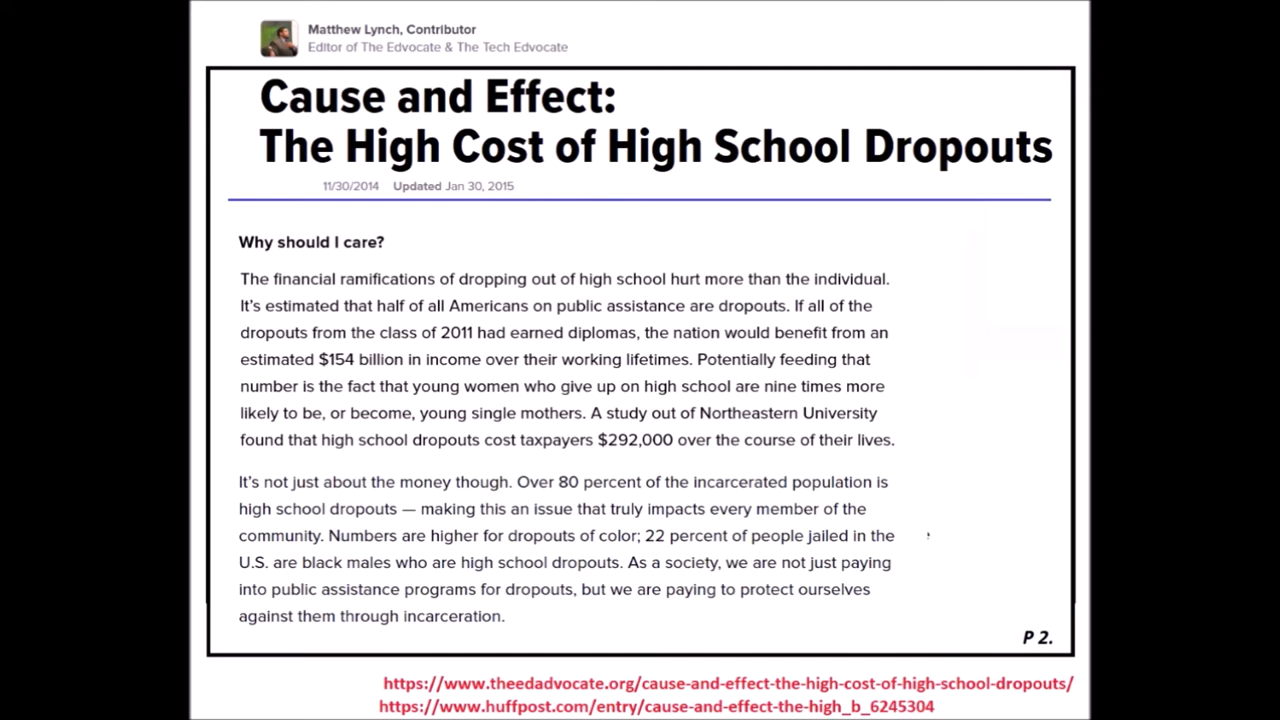 Matthew Lynch, Contributor
Editor of The Edvocate & The Tech Edvocate
Cause and Effect:
The High Cost of High School Dropouts
11/30/2014 Updated Jan 30, 2015
Why should I care?
The financial ramifications of dropping out of high school hurt more than the individual.
It's estimated that half of all Americans on public assistance are dropouts. If all of the
dropouts from the class of 2011 had earned diplomas, the nation would benefit from an
estimated $154 billion in income over their working lifetimes. Potentially feeding that
number is the fact that young women who give up on high school are nine times more
likely to be, or become, young single mothers. A study out of Northeastern University
found that high school dropouts cost taxpayers $292,000 over the course of their lives.
It's not just about the money though. Over 80 percent of the incarcerated population is
high school dropouts — making this an issue that truly impacts every member of the
community. Numbers are higher for dropouts of color; 22 percent of people jailed in the
U.S. are black males who are high school dropouts. As a society, we are not just paying
into public assistance programs for dropouts, but we are paying to protect ourselves
against them through incarceration.
P 2.
https://www.theedadvocate.org/cause-and-effect-the-high-cost-of-high-school-dropouts/
https://www.huffpost.com/entry/cause-and-effect-the-high_b_6245304